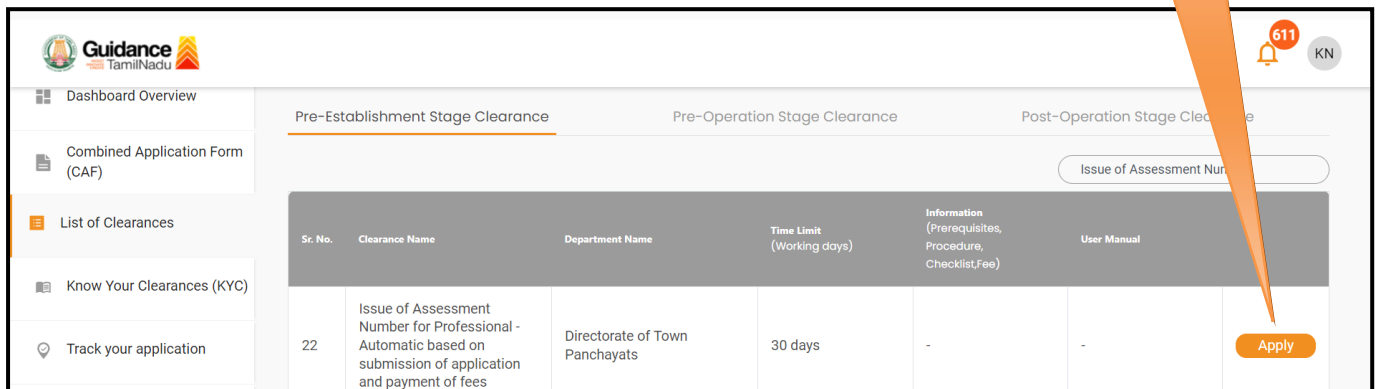 Guidance
TamilNadu
611
KN
Dashboard Overview
Combined Application Form
(CAF)
List of Clearances
Know Your Clearances (KYC)
Track your application
Pre-Establishment Stage Clearance
Pre-Operation Stage Clearance
Post-Operation Stage
Issue of Assessment
Sr. No.
Clearance Name
Department Name
Time Limit
(Working days)
Information
(Prerequisites,
Procedure,
Checklist,Fee)
User Manual
22
Issue of Assessment
Number for Professional -
Automatic based on
submission of application
and payment of fees
Directorate of Town
Panchayats
30 days
-
-
Apply